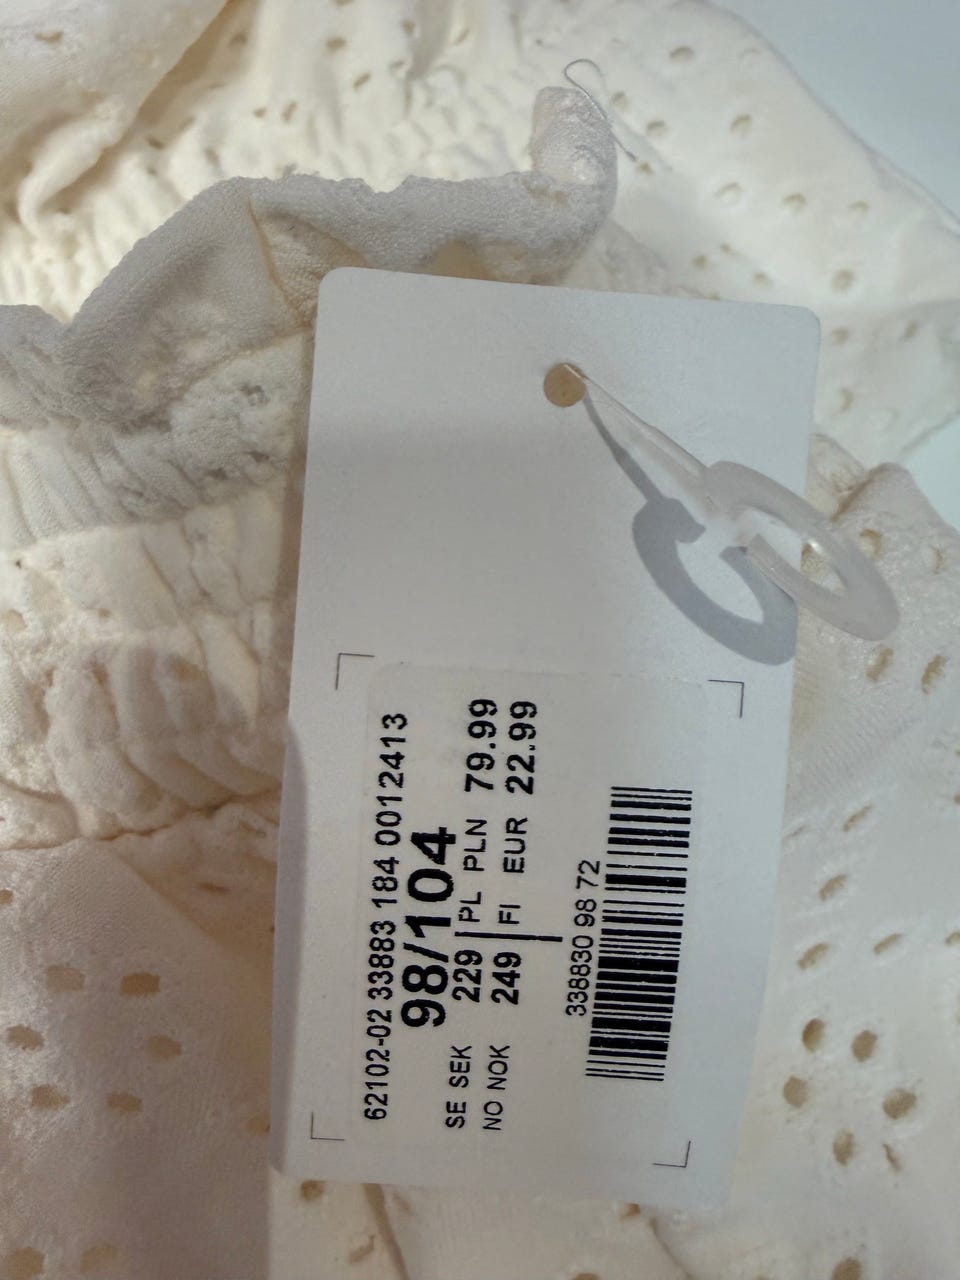 62102-02 33883 184 0012413
98/104
SE SEK 229 PL PLN 79.99
NO NOK 249 FI EUR 22.99
338830 98 72